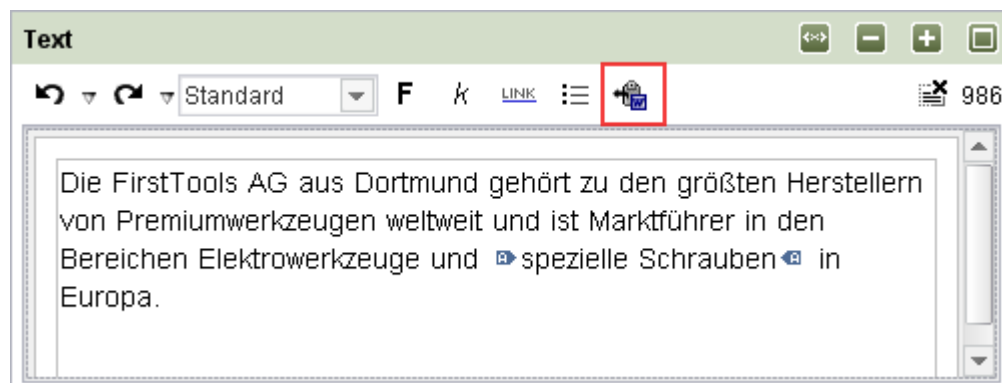 Text
Standard F k LINK 986
Die FirstTools AG aus Dortmund gehört zu den größten Herstellern
von Premiumwerkzeugen weltweit und ist Marktführer in den
Bereichen Elektrowerkzeuge und spezielle Schrauben in
Europa.